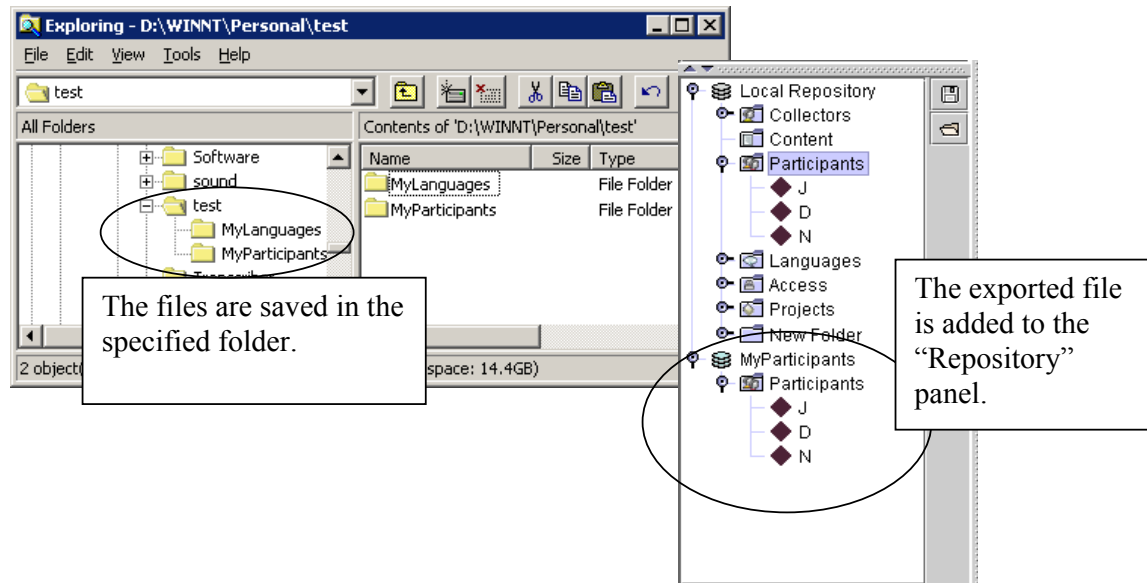 Exploring - D:\WINNT\Personal\test
File Edit View Tools Help
test
All Folders
Contents of 'D:\WINNT\Personal\test'
Software
sound
test
MyLanguages
MyParticipants
Name Size Type
MyLanguages File Folder
MyParticipants File Folder
The files are saved in the
specified folder.
2 object
space: 14.4GB)
Local Repository
Collectors
Content
Participants
J
D
N
Languages
Access
Projects
New Folder
MyParticipants
Participants
J
D
N
The exported file
is added to the
“Repository”
panel.